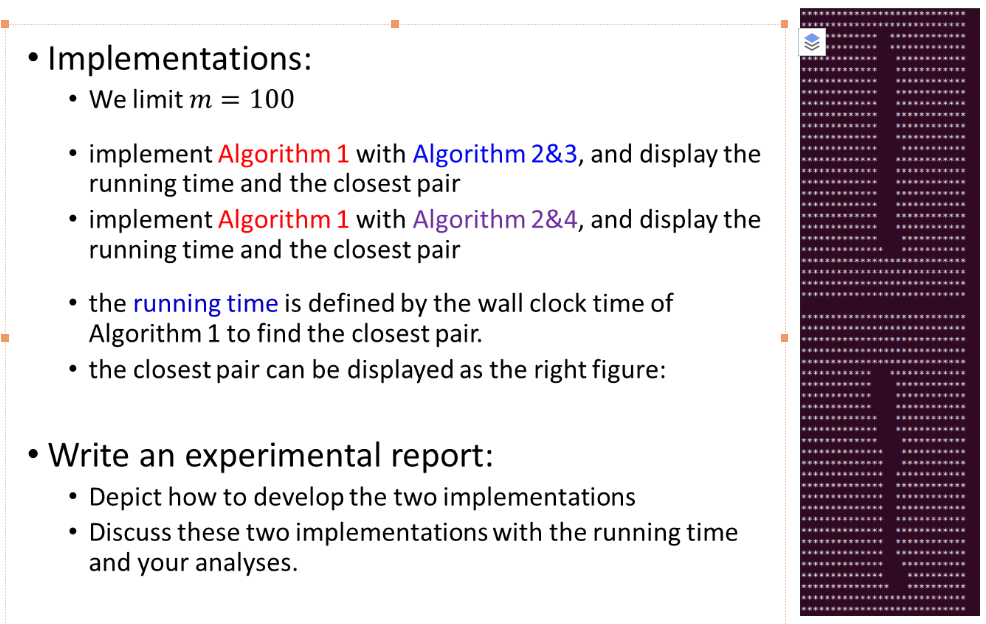 • Implementations:
• We limit m = 100
• implement Algorithm 1 with Algorithm 2&3, and display the
running time and the closest pair
• implement Algorithm 1 with Algorithm 2&4, and display the
running time and the closest pair
• the running time is defined by the wall clock time of
Algorithm 1 to find the closest pair.
• the closest pair can be displayed as the right figure:
• Write an experimental report:
• Depict how to develop the two implementations
• Discuss these two implementations with the running time
and your analyses.